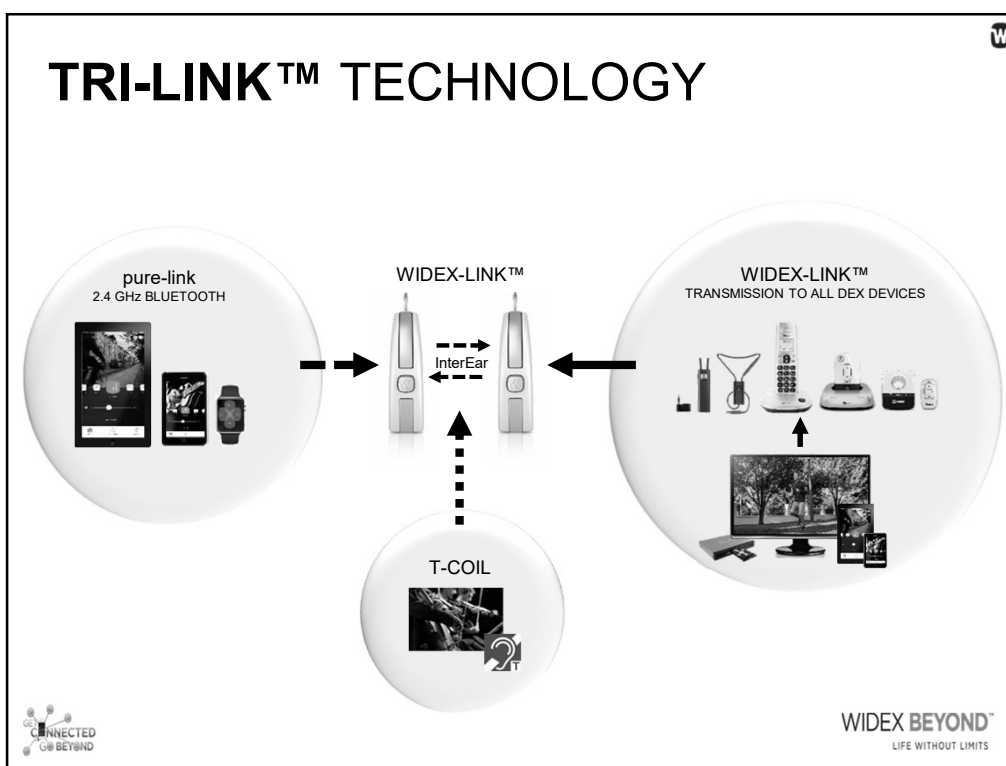 W
TRI-LINK™ TECHNOLOGY
pure-link
2.4 GHz BLUETOOTH
WIDEX-LINK™
InterEar
WIDEX-LINK™
TRANSMISSION TO ALL DEX DEVICES
T-COIL
T
GET
CONNECTED
GO BEYOND
WIDEX BEYOND™
LIFE WITHOUT LIMITS